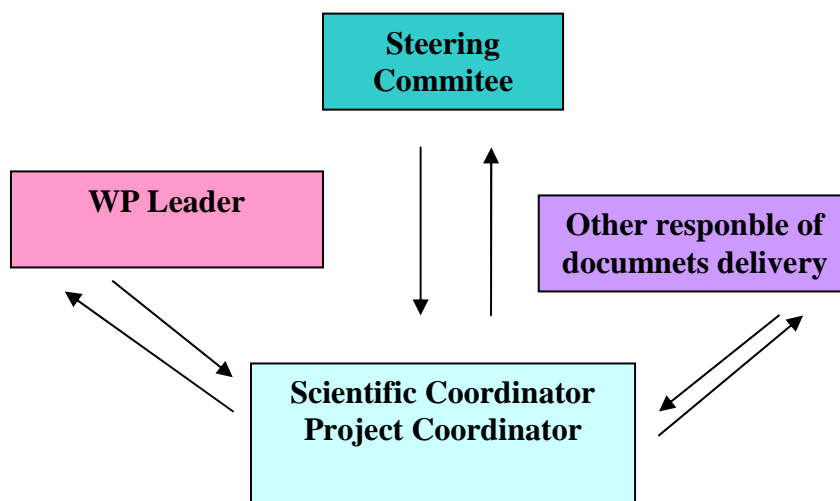 Steering
Commitee
WP Leader
Other responble of
documnets delivery
Scientific Coordinator
Project Coordinator